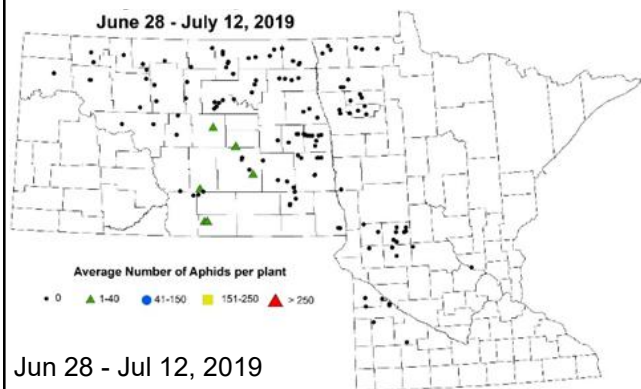 June 28 - July 12, 2019
Average Number of Aphids per plant
0 1-40 41-150 151-250 > 250
Jun 28 - Jul 12, 2019